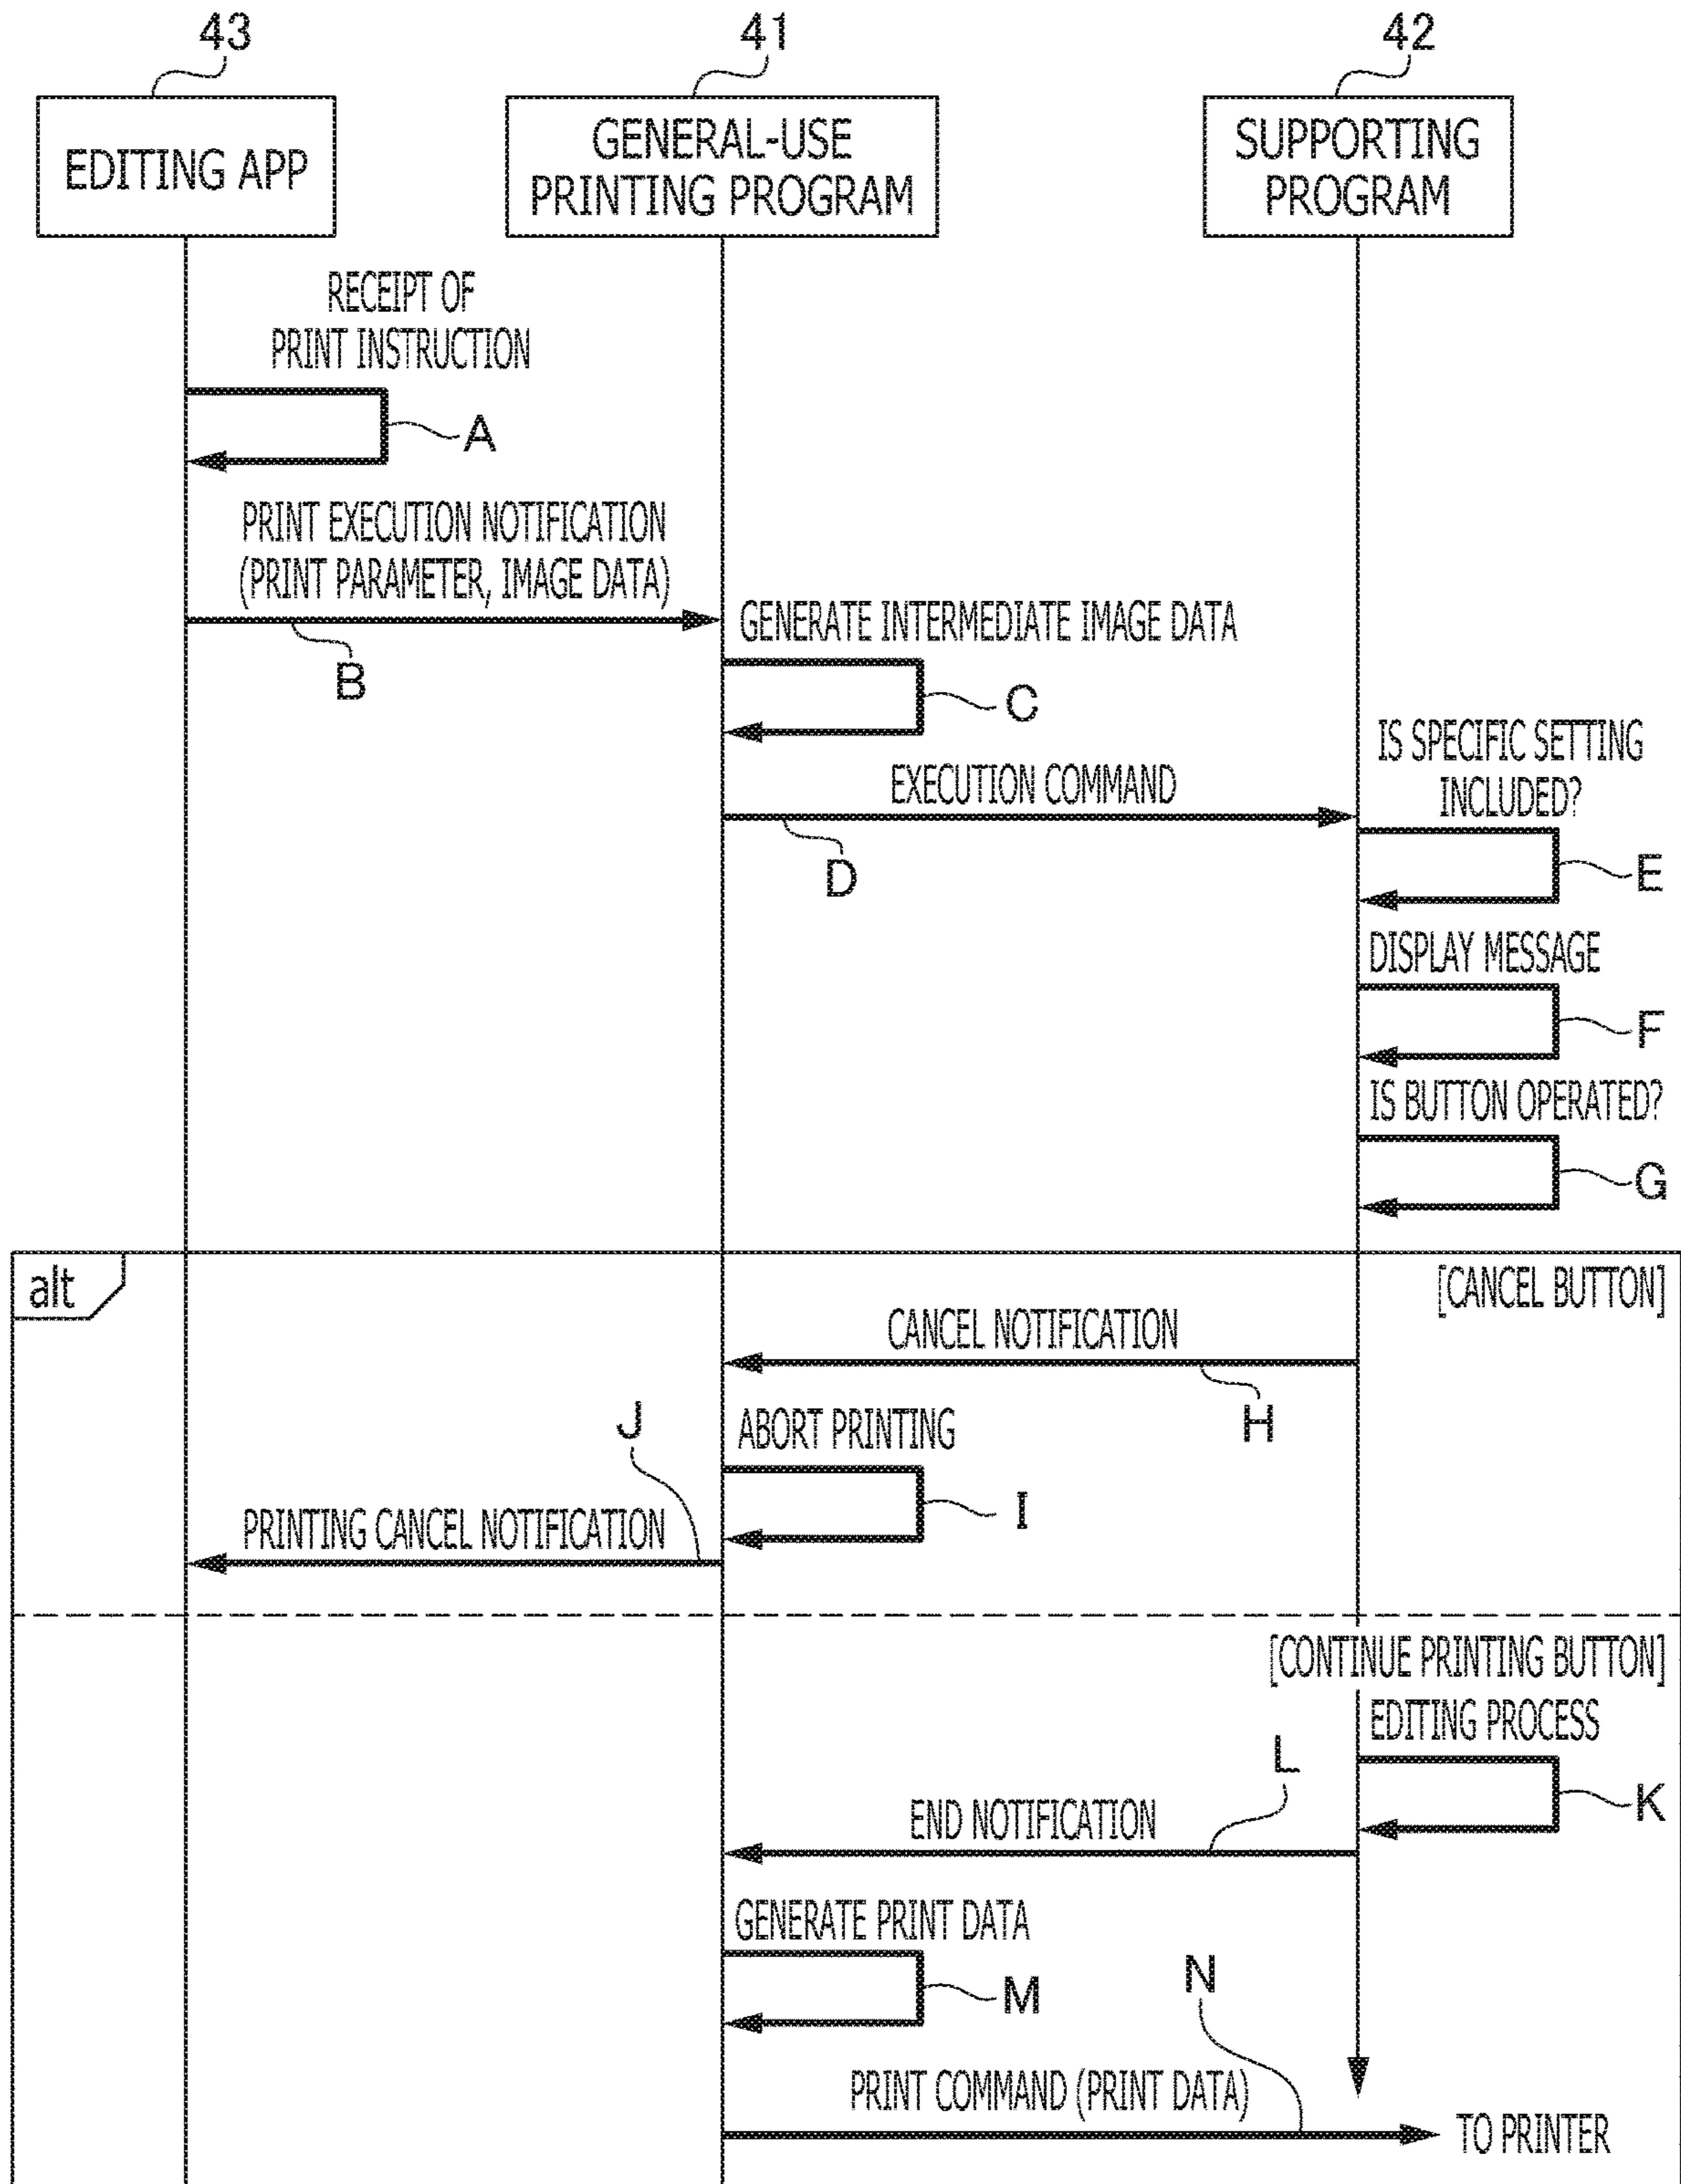 43
41
42
EDITING APP
GENERAL-USE
PRINTING PROGRAM
SUPPORTING
PROGRAM
RECEIPT OF
PRINT INSTRUCTION
A
PRINT EXECUTION NOTIFICATION
(PRINT PARAMETER, IMAGE DATA)
B
GENERATE INTERMEDIATE IMAGE DATA
C
EXECUTION COMMAND
D
IS SPECIFIC SETTING
INCLUDED?
E
DISPLAY MESSAGE
F
IS BUTTON OPERATED?
G
alt
[CANCEL BUTTON]
CANCEL NOTIFICATION
H
ABORT PRINTING
I
J
PRINTING CANCEL NOTIFICATION
[CONTINUE PRINTING BUTTON]
EDITING PROCESS
K
L
END NOTIFICATION
GENERATE PRINT DATA
M
N
PRINT COMMAND (PRINT DATA)
TO PRINTER